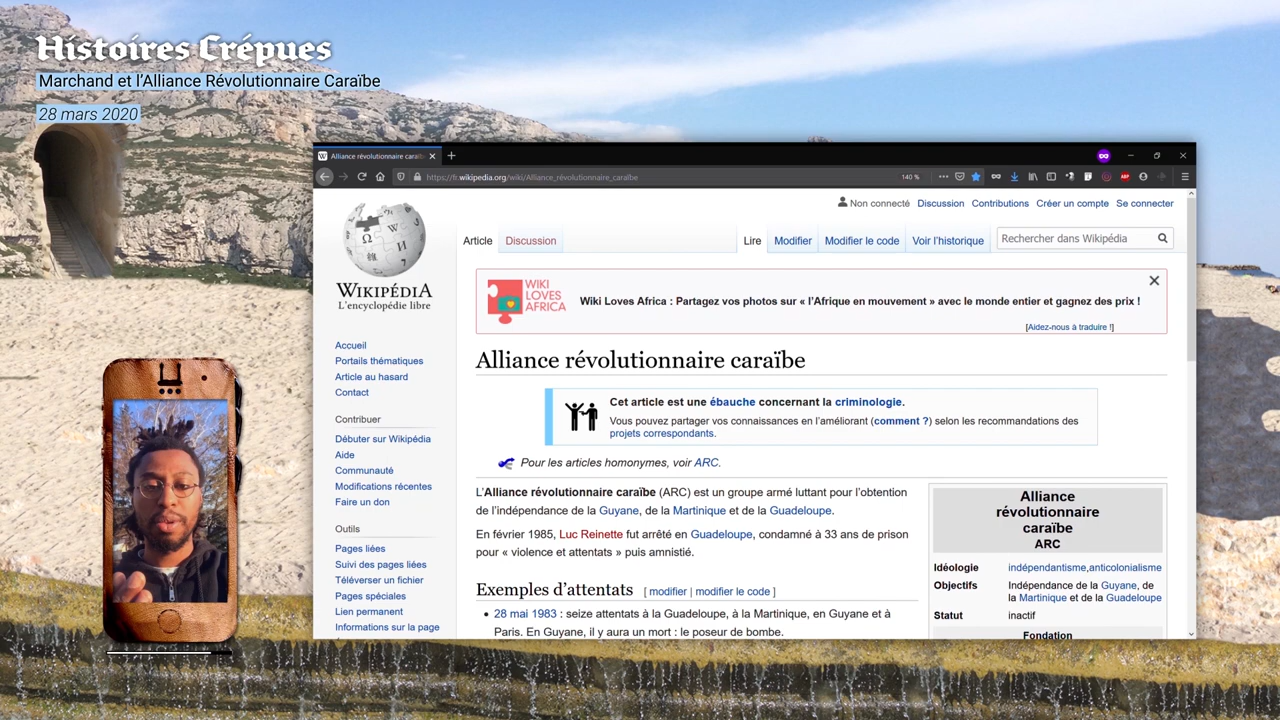 Histoires Crépues
Marchand et l'Alliance Révolutionnaire Caraïbe
28 mars 2020
Alliance révolutionnaire caraïb
https://fr.wikipedia.org/wiki/Alliance_révolutionnaire_caraïbe
140 %
ABP
Non connecté Discussion Contributions Créer un compte Se connecter
WIKIPÉDIA
L'encyclopédie libre
Article Discussion Lire Modifier Modifier le code Voir l'historique Rechercher dans Wikipédia
WIKI
LOVES
AFRICA
Wiki Loves Africa : Partagez vos photos sur « l'Afrique en mouvement » avec le monde entier et gagnez des prix !
[Aidez-nous à traduire !]
Accueil
Portails thématiques
Article au hasard
Contact
Contribuer
Débuter sur Wikipédia
Aide
Communauté
Modifications récentes
Faire un don
Outils
Pages liées
Suivi des pages liées
Téléverser un fichier
Pages spéciales
Lien permanent
Informations sur la page
Alliance révolutionnaire caraïbe
Cet article est une ébauche concernant la criminologie.
Vous pouvez partager vos connaissances en l'améliorant (comment ?) selon les recommandations des
projets correspondants.
Pour les articles homonymes, voir ARC.
L'Alliance révolutionnaire caraïbe (ARC) est un groupe armé luttant pour l'obtention
de l'indépendance de la Guyane, de la Martinique et de la Guadeloupe.
En février 1985, Luc Reinette fut arrêté en Guadeloupe, condamné à 33 ans de prison
pour « violence et attentats » puis amnistié.
Exemples d'attentats [ modifier | modifier le code ]
• 28 mai 1983 : seize attentats à la Guadeloupe, à la Martinique, en Guyane et à
Paris. En Guyane, il y aura un mort : le poseur de bombe.
Alliance
révolutionnaire
caraïbe
ARC
Idéologie indépendantisme,anticolonialisme
Objectifs Indépendance de la Guyane, de
la Martinique et de la Guadeloupe
Statut inactif
Fondation